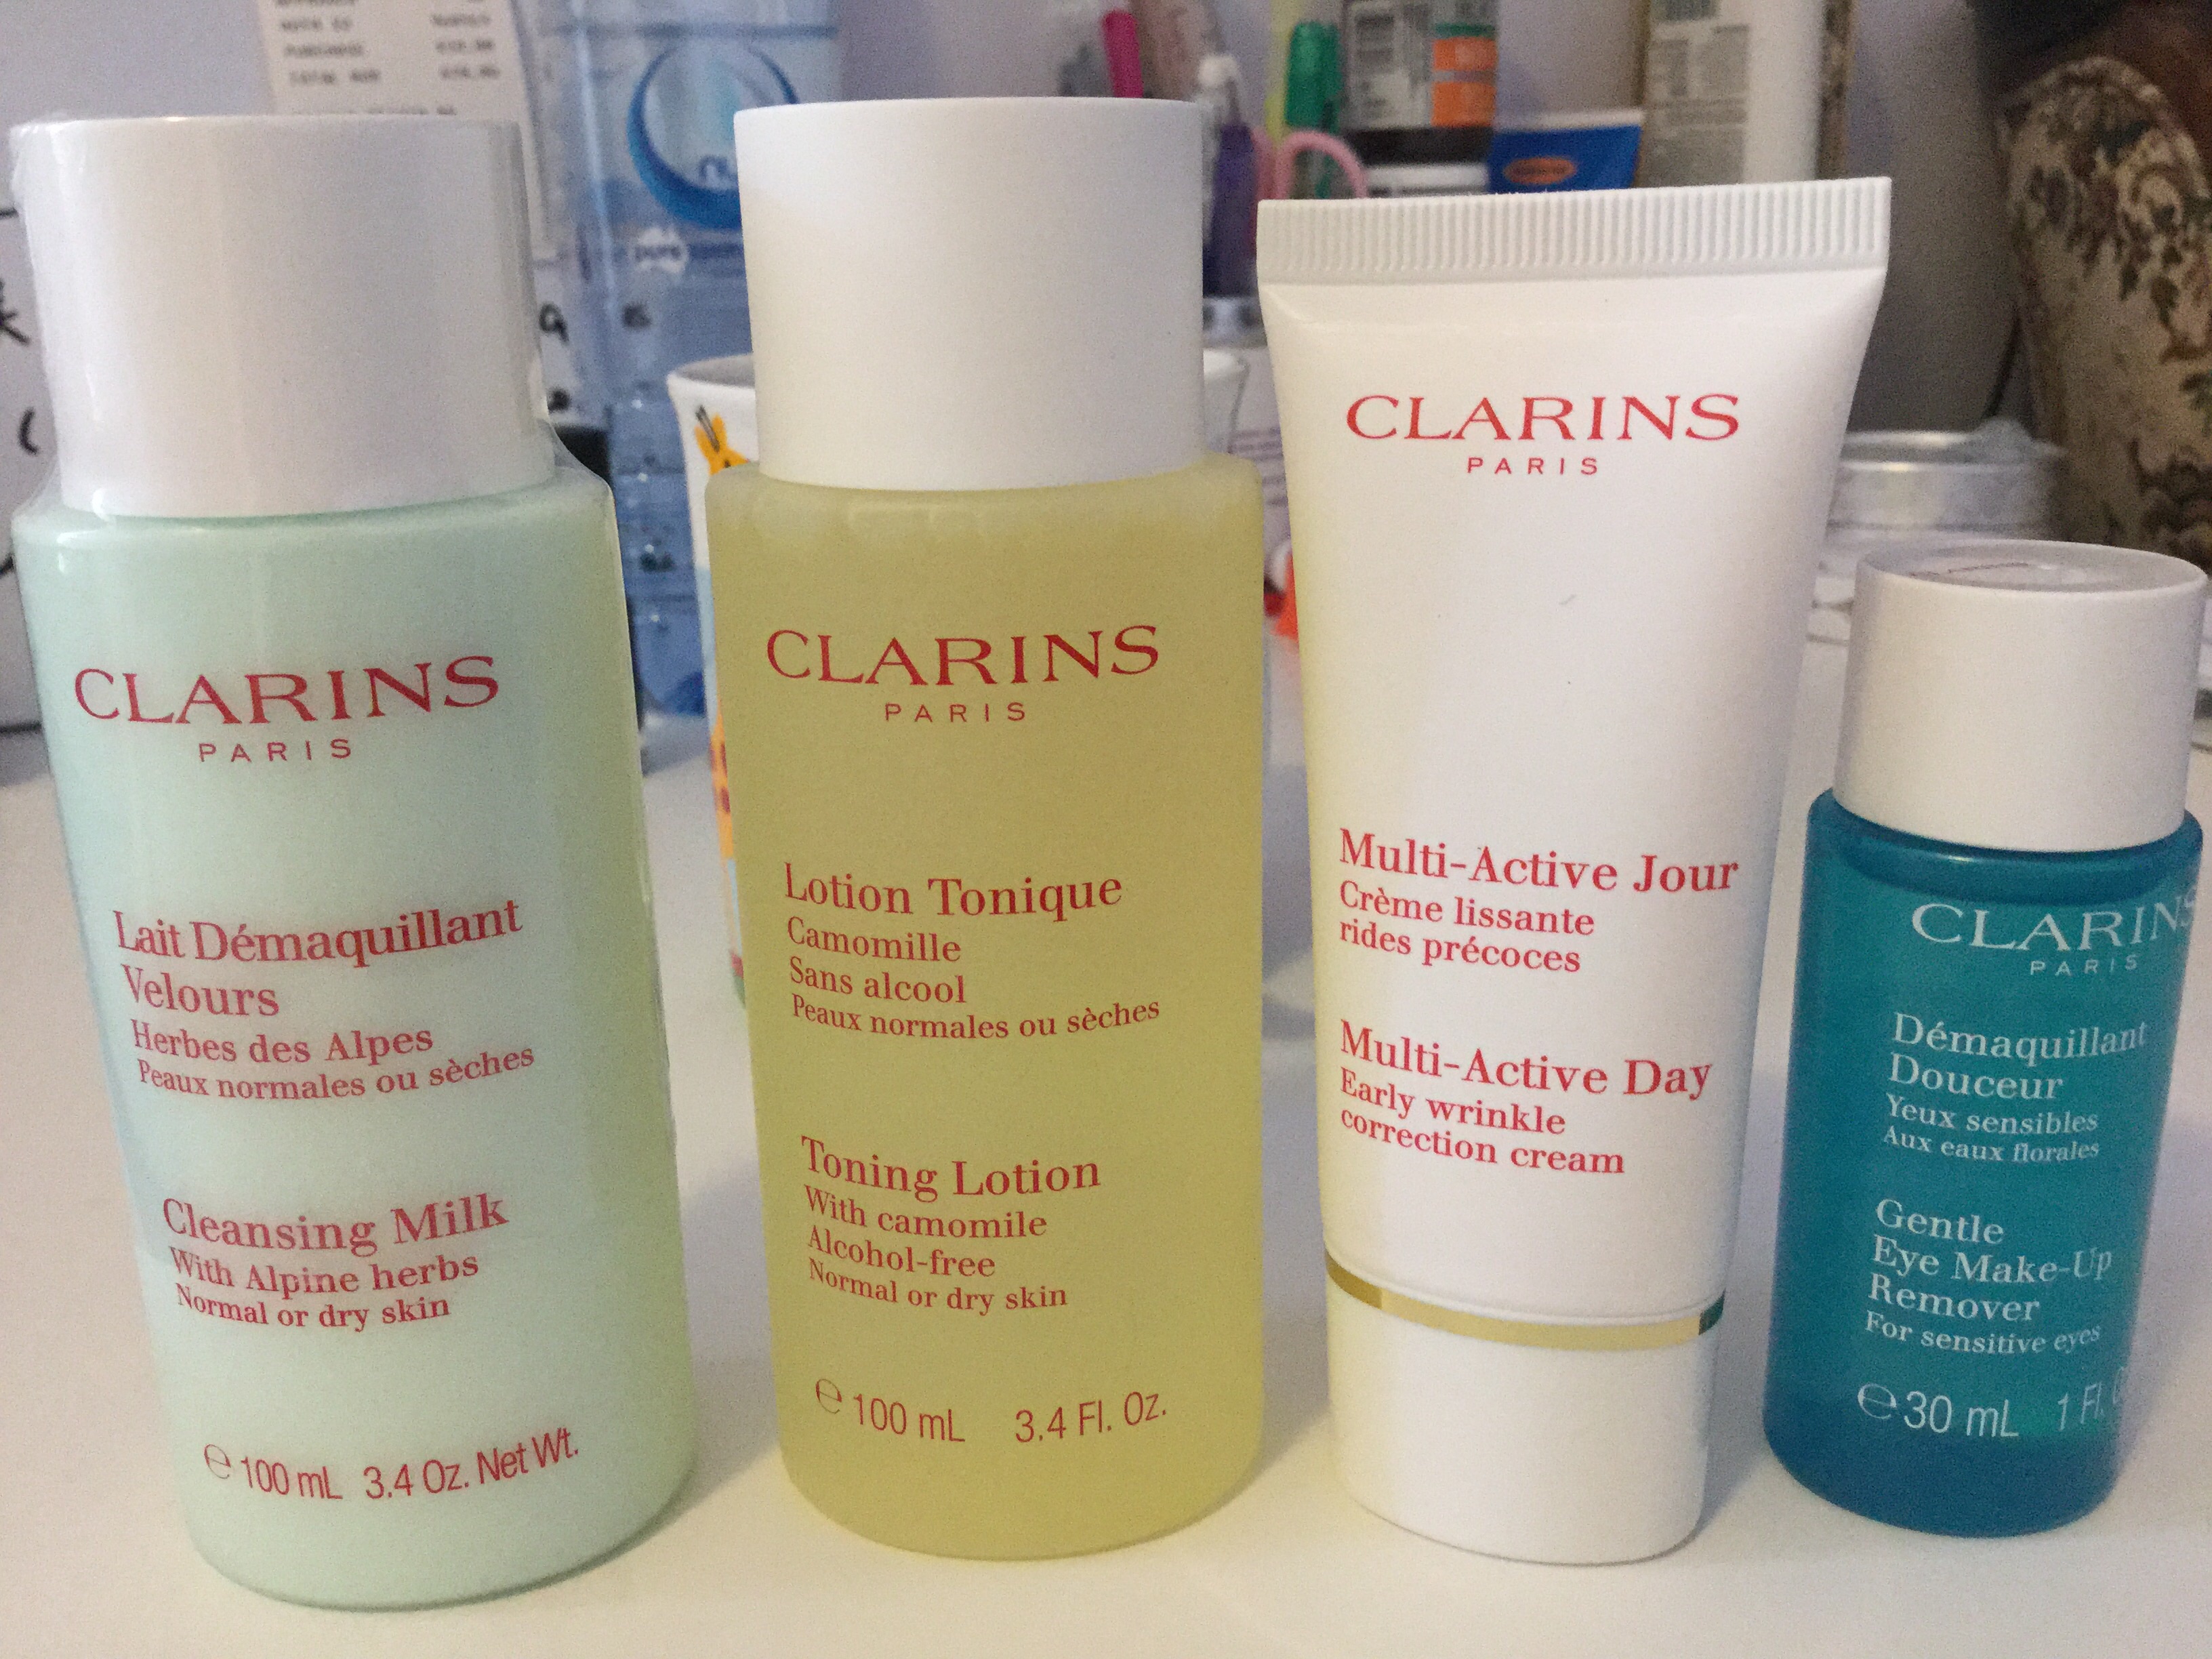 CLARINS
PARIS
Lait Démaquillant
Velours
Herbes des Alpes
Peaux normales ou sèches
Cleansing Milk
With Alpine herbs
Normal or dry skin
℮ 100 mL 3.4 Oz. Net Wt.
CLARINS
PARIS
Lotion Tonique
Camomille
Sans alcool
Peaux normales ou sèches
Toning Lotion
With camomile
Alcohol-free
Normal or dry skin
℮ 100 mL 3.4 Fl. Oz.
CLARINS
PARIS
Multi-Active Jour
Crème lissante
rides précoces
Multi-Active Day
Early wrinkle
correction cream
CLARINS
PARIS
Démaquillant
Douceur
Yeux sensibles
Aux eaux florales
Gentle
Eye Make-Up
Remover
For sensitive eyes
℮ 30 mL 1 Fl.